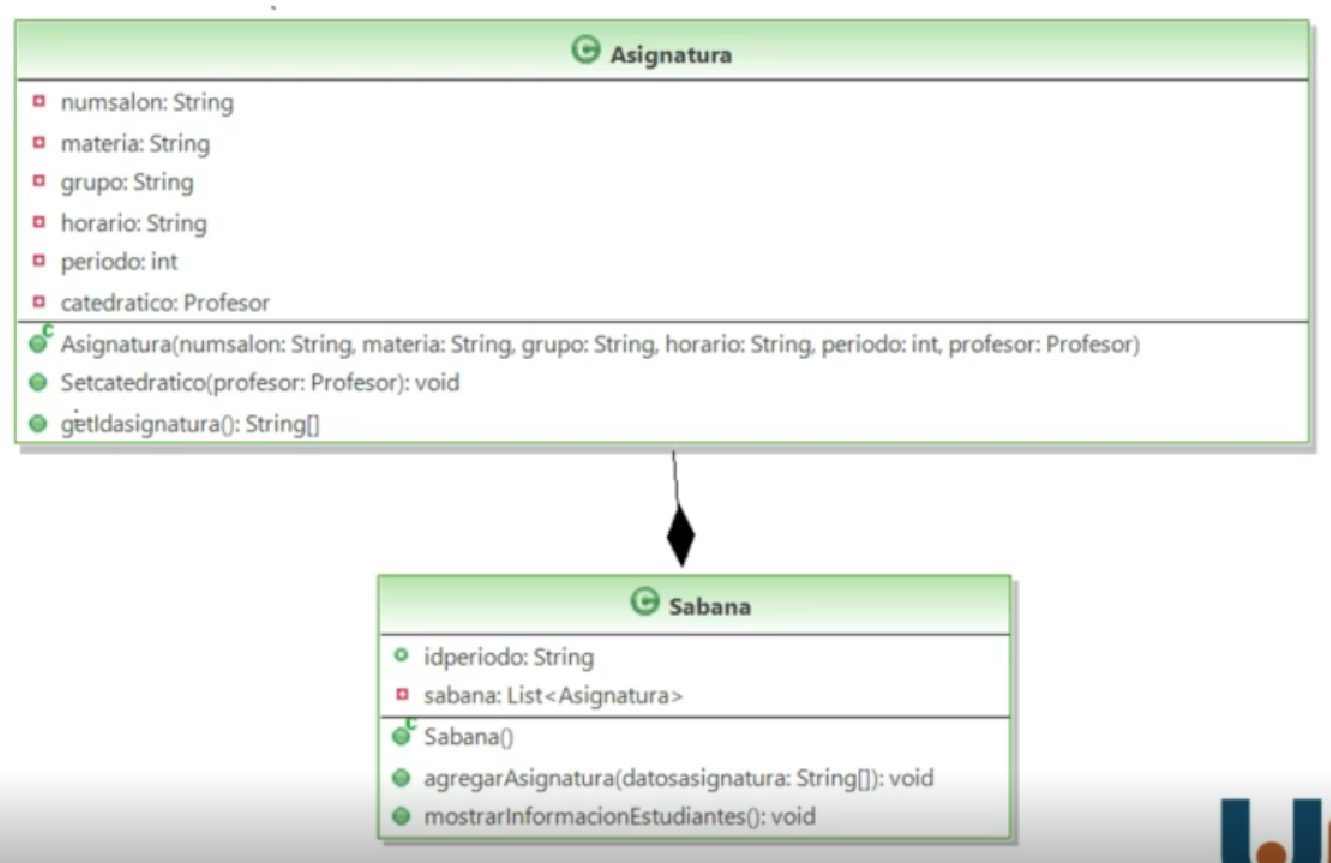 Asignatura
numsalon: String
materia: String
grupo: String
horario: String
periodo: int
catedratico: Profesor
Asignatura(numsalon: String, materia: String, grupo: String, horario: String, periodo: int, profesor: Profesor)
Setcatedratico(profesor: Profesor): void
getIdasignatura(): String[]
Sabana
idperiodo: String
sabana: List<Asignatura>
Sabana()
agregarAsignatura(datosasignatura: String[]): void
mostrarInformacionEstudiantes(): void